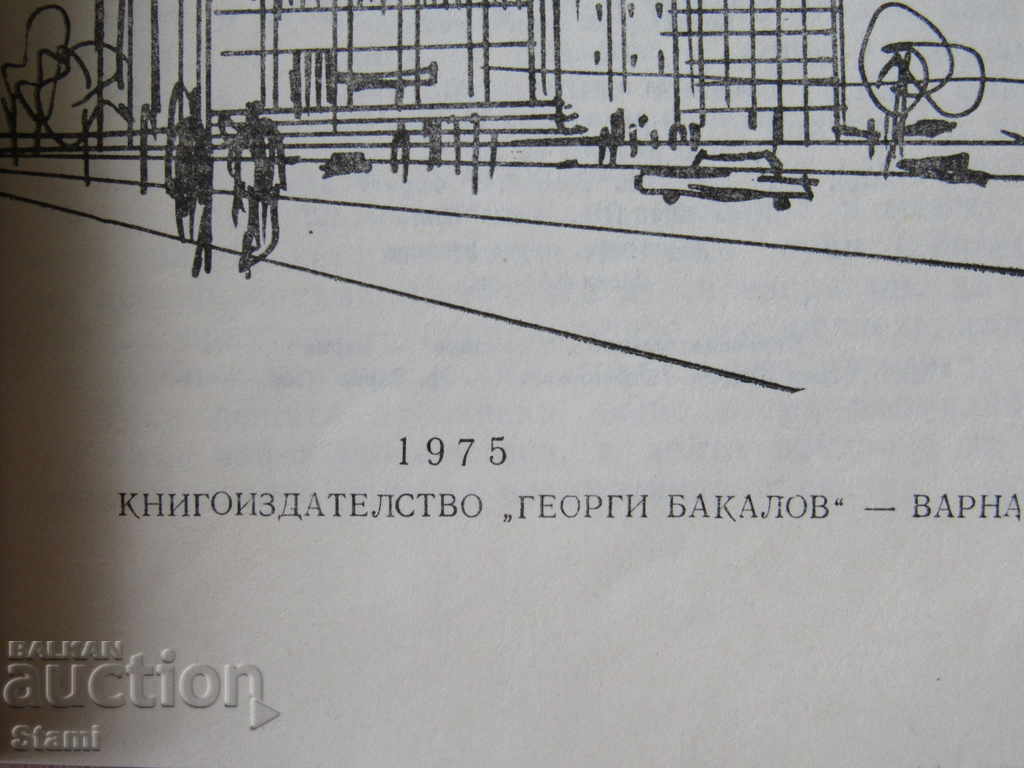 1975
КНИГОИЗДАТЕЛСТВО „ГЕОРГИ БАКАЛОВ“ — ВАРНА
BALKAN
auction
Stami